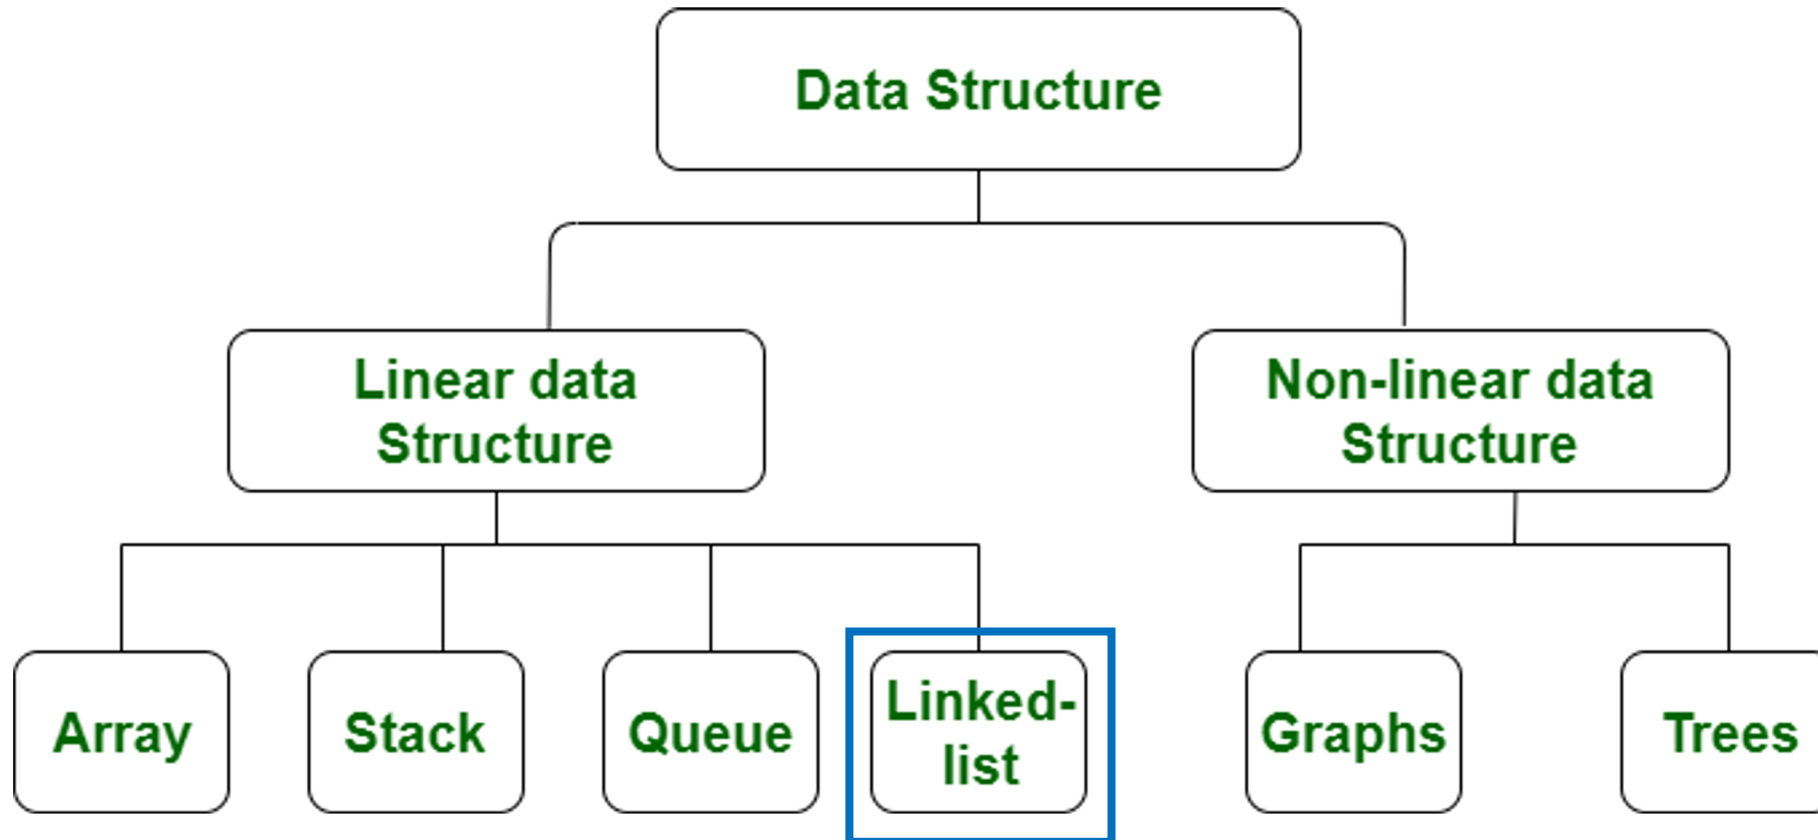 Data Structure
Linear data
Structure
Non-linear data
Structure
Array
Stack
Queue
Linked-
list
Graphs
Trees